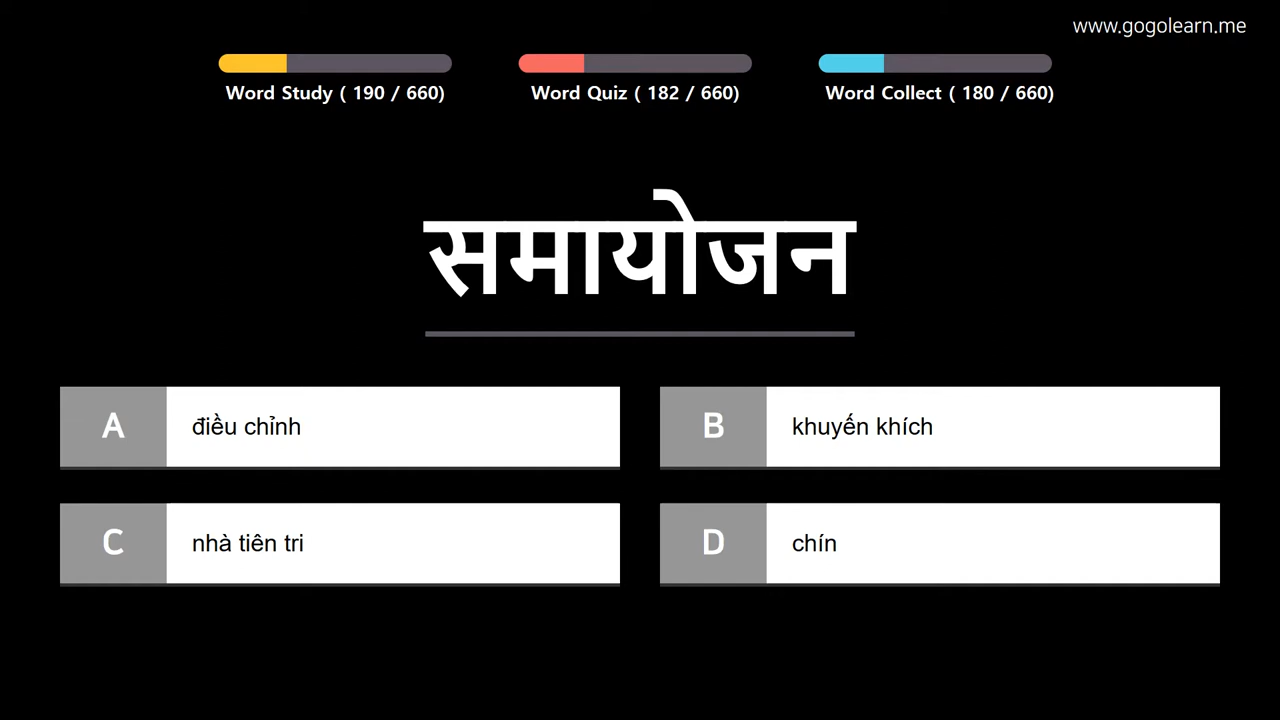 www.gogolearn.me
Word Study ( 190 / 660)
Word Quiz ( 182 / 660)
Word Collect ( 180 / 660)
समायोजन
A điều chỉnh
B khuyến khích
C nhà tiên tri
D chín